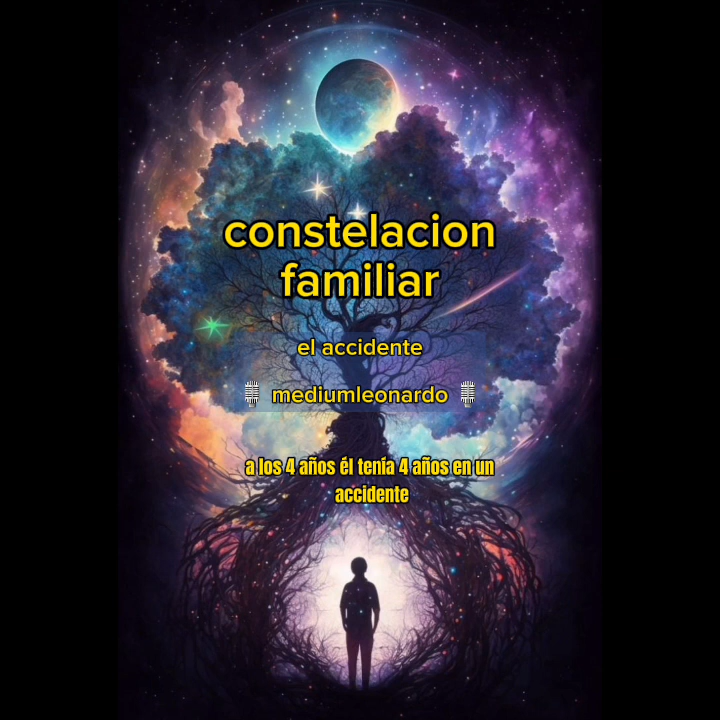 constelacion
familiar
el accidente
🎙️ mediumleonardo 🎙️
a los 4 años él tenía 4 años en un
accidente